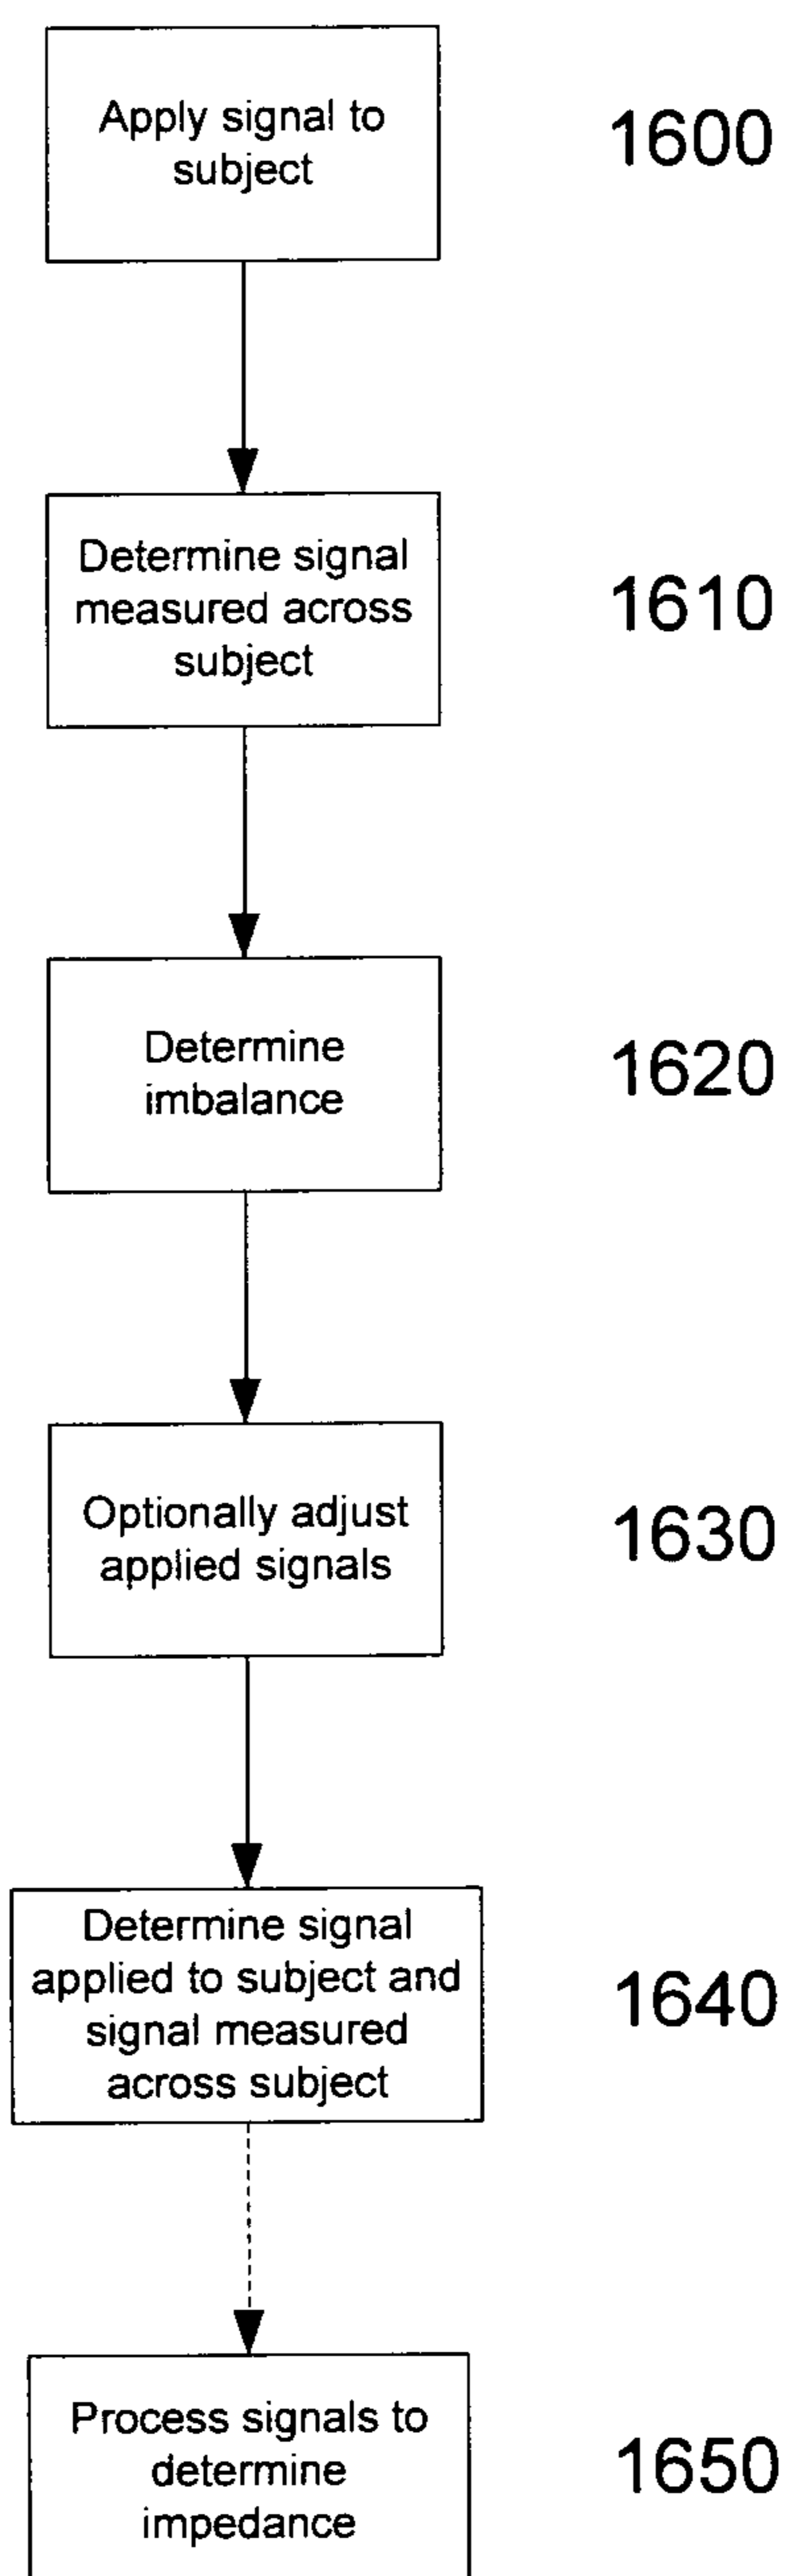 Apply signal to
subject
1600
Determine signal
measured across
subject
1610
Determine
imbalance
1620
Optionally adjust
applied signals
1630
Determine signal
applied to subject and
signal measured
across subject
1640
Process signals to
determine
impedance
1650